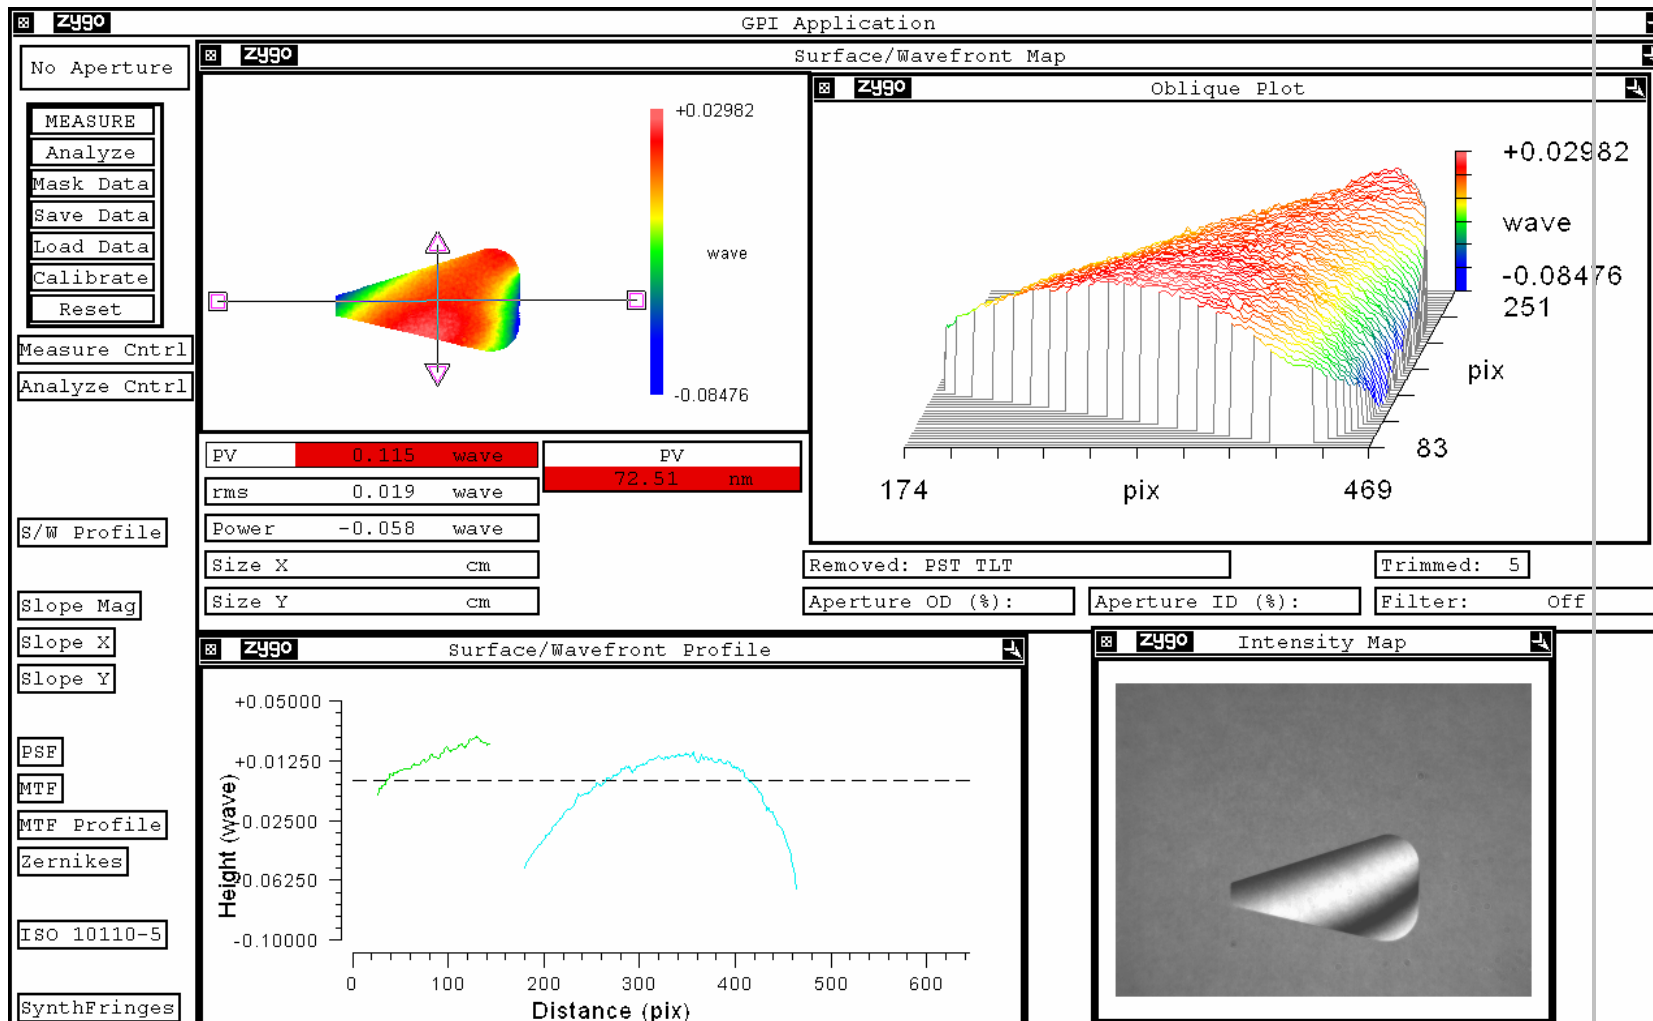 zygo GPI Application
No Aperture
MEASURE
Analyze
Mask Data
Save Data
Load Data
Calibrate
Reset
Measure Cntrl
Analyze Cntrl
S/W Profile
Slope Mag
Slope X
Slope Y
PSF
MTF
MTF Profile
Zernikes
ISO 10110-5
SynthFringes
zygo Surface/Wavefront Map
+0.02982
wave
-0.08476
zygo Oblique Plot
+0.02982
wave
-0.08476
251
pix
83
174 pix 469
PV 0.115 wave
rms 0.019 wave
Power -0.058 wave
Size X cm
Size Y cm
PV
72.51 nm
Removed: PST TLT
Trimmed: 5
Aperture OD (%):
Aperture ID (%):
Filter: Off
zygo Surface/Wavefront Profile
+0.05000
+0.01250
-0.02500
-0.06250
-0.10000
Height (wave)
0 100 200 300 400 500 600
Distance (pix)
zygo Intensity Map